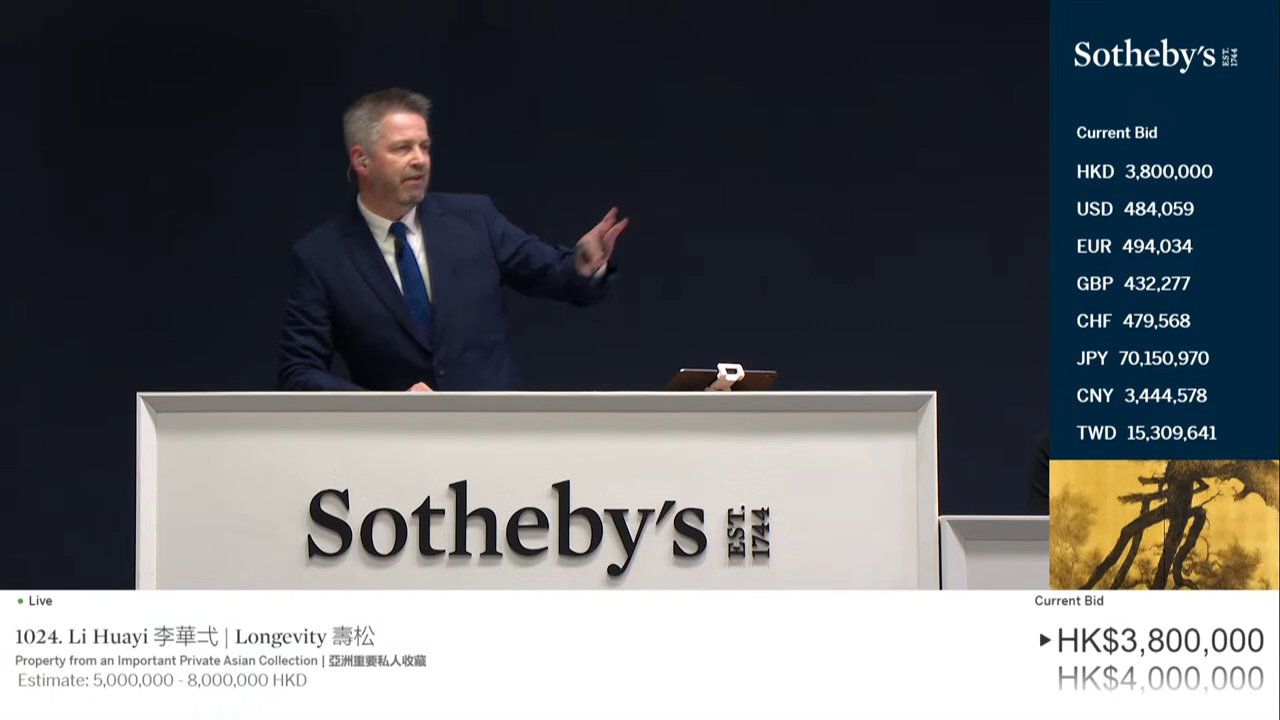 Sotheby's EST. 1744
Current Bid
HKD 3,800,000
USD 484,059
EUR 494,034
GBP 432,277
CHF 479,568
JPY 70,150,970
CNY 3,444,578
TWD 15,309,641
Sotheby's EST. 1744
Live
1024. Li Huayi 李華弌 | Longevity 壽松
Property from an Important Private Asian Collection | 亞洲重要私人收藏
Estimate: 5,000,000 - 8,000,000 HKD
Current Bid
HK$3,800,000
HK$4,000,000